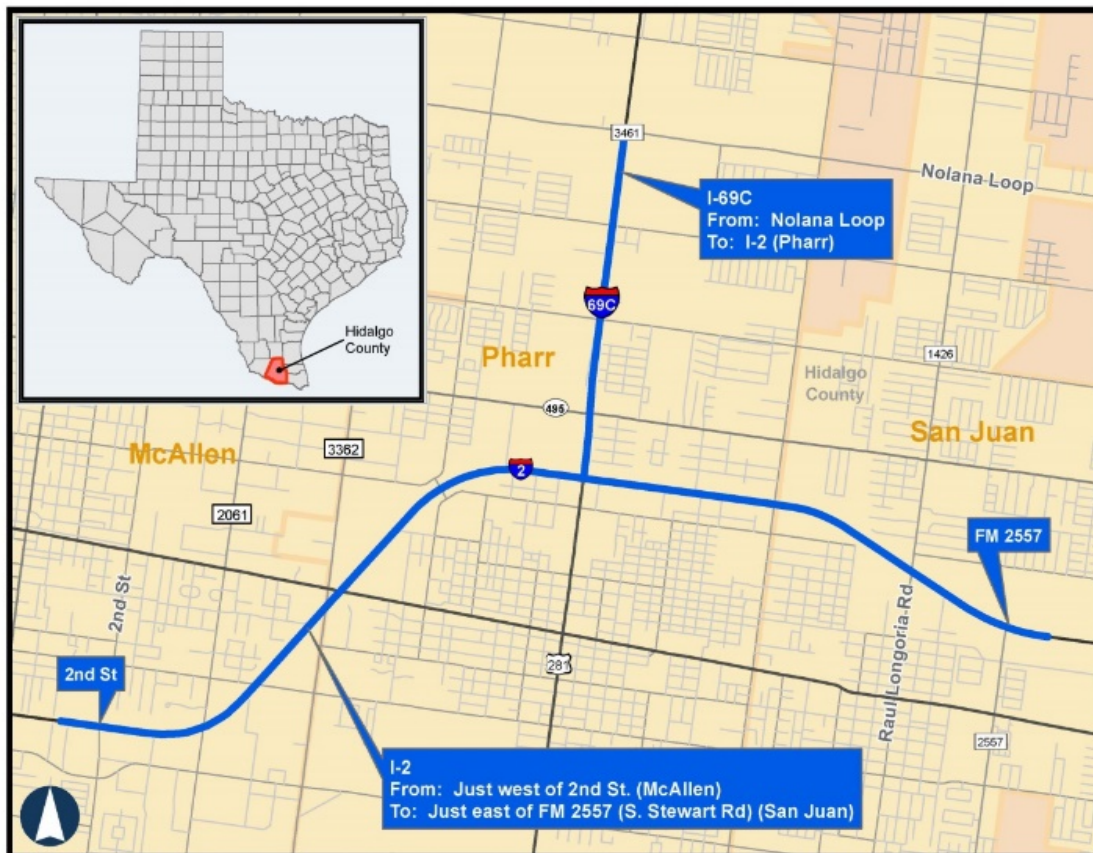 Hidalgo
County
3461
Nolana Loop
I-69C
From: Nolana Loop
To: I-2 (Pharr)
69C
Pharr
1426
Hidalgo
County
495
San Juan
McAllen
3362
2
2061
FM 2557
2nd St
Raul Longoria Rd
2nd St
281
2557
I-2
From: Just west of 2nd St. (McAllen)
To: Just east of FM 2557 (S. Stewart Rd) (San Juan)